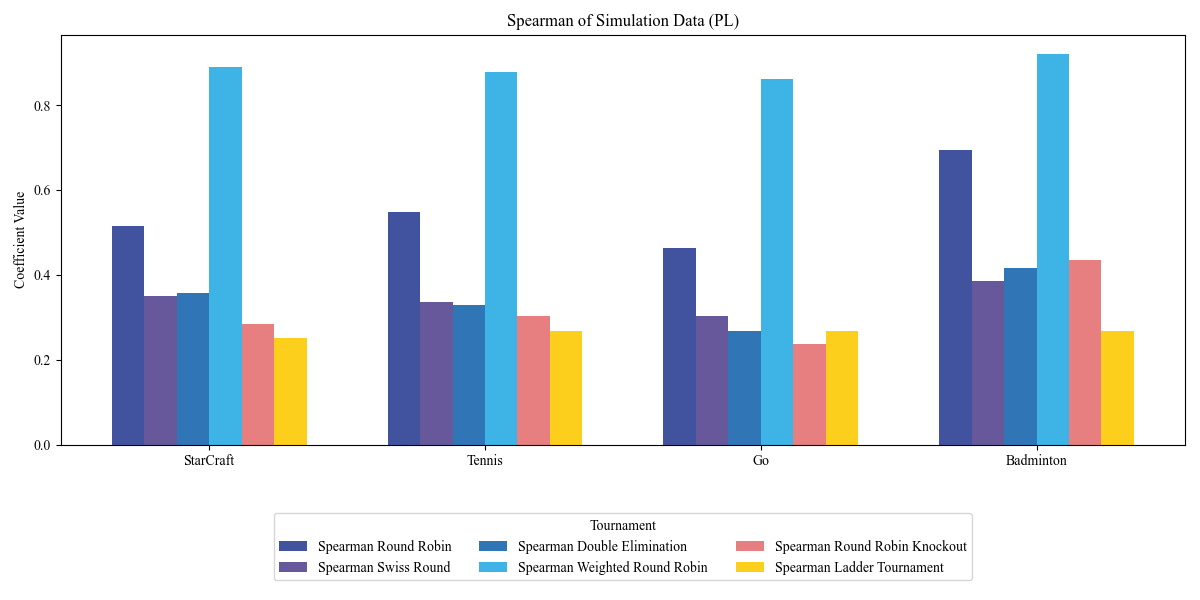 Spearman of Simulation Data (PL)
Coefficient Value
0.8
0.6
0.4
0.2
0.0
StarCraft Tennis Go Badminton
Tournament
Spearman Round Robin Spearman Double Elimination Spearman Round Robin Knockout
Spearman Swiss Round Spearman Weighted Round Robin Spearman Ladder Tournament